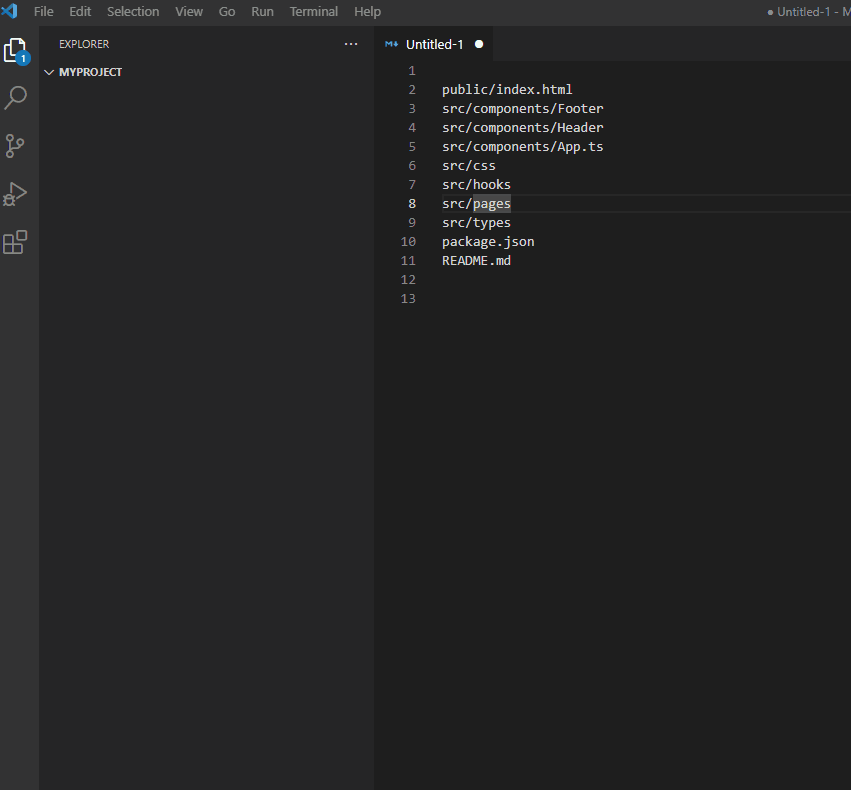 File Edit Selection View Go Run Terminal Help ● Untitled-1 - M
EXPLORER ···
1
MYPROJECT
M↓ Untitled-1 ●
1
2 public/index.html
3 src/components/Footer
4 src/components/Header
5 src/components/App.ts
6 src/css
7 src/hooks
8 src/pages
9 src/types
10 package.json
11 README.md
12
13